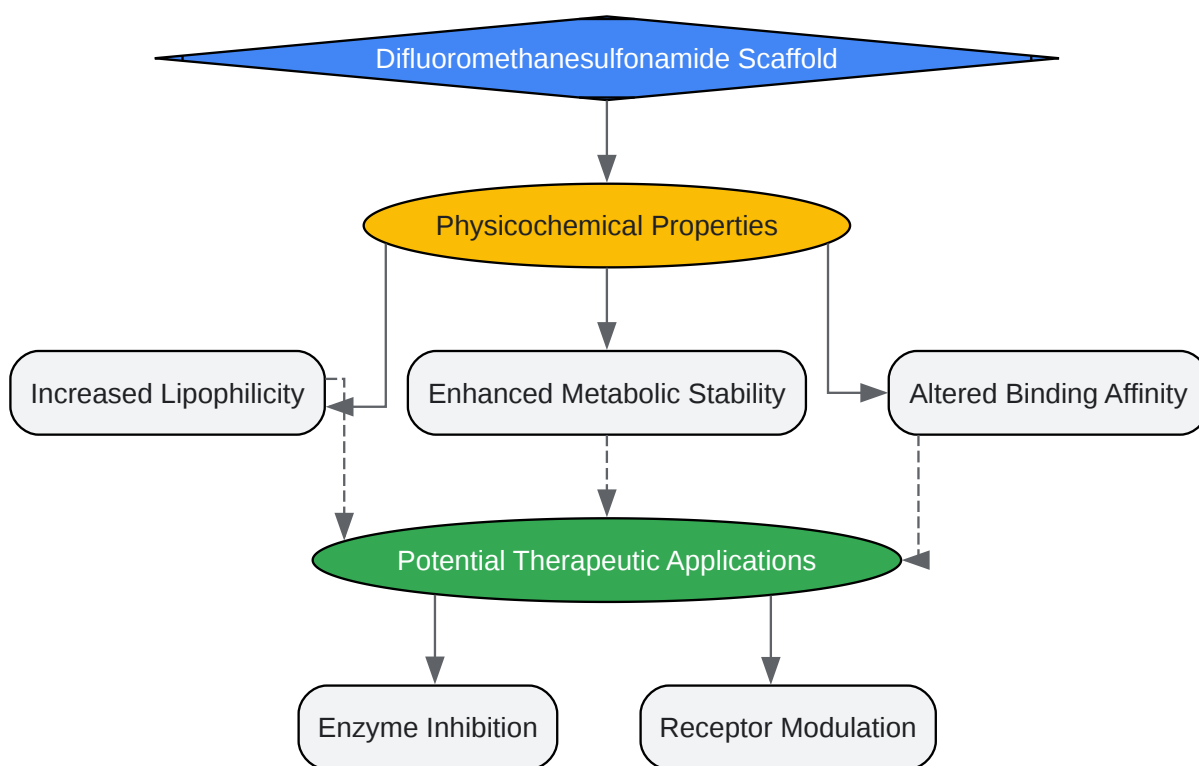 Difluoromethanesulfonamide Scaffold
Physicochemical Properties
Increased Lipophilicity
Enhanced Metabolic Stability
Altered Binding Affinity
Potential Therapeutic Applications
Enzyme Inhibition
Receptor Modulation